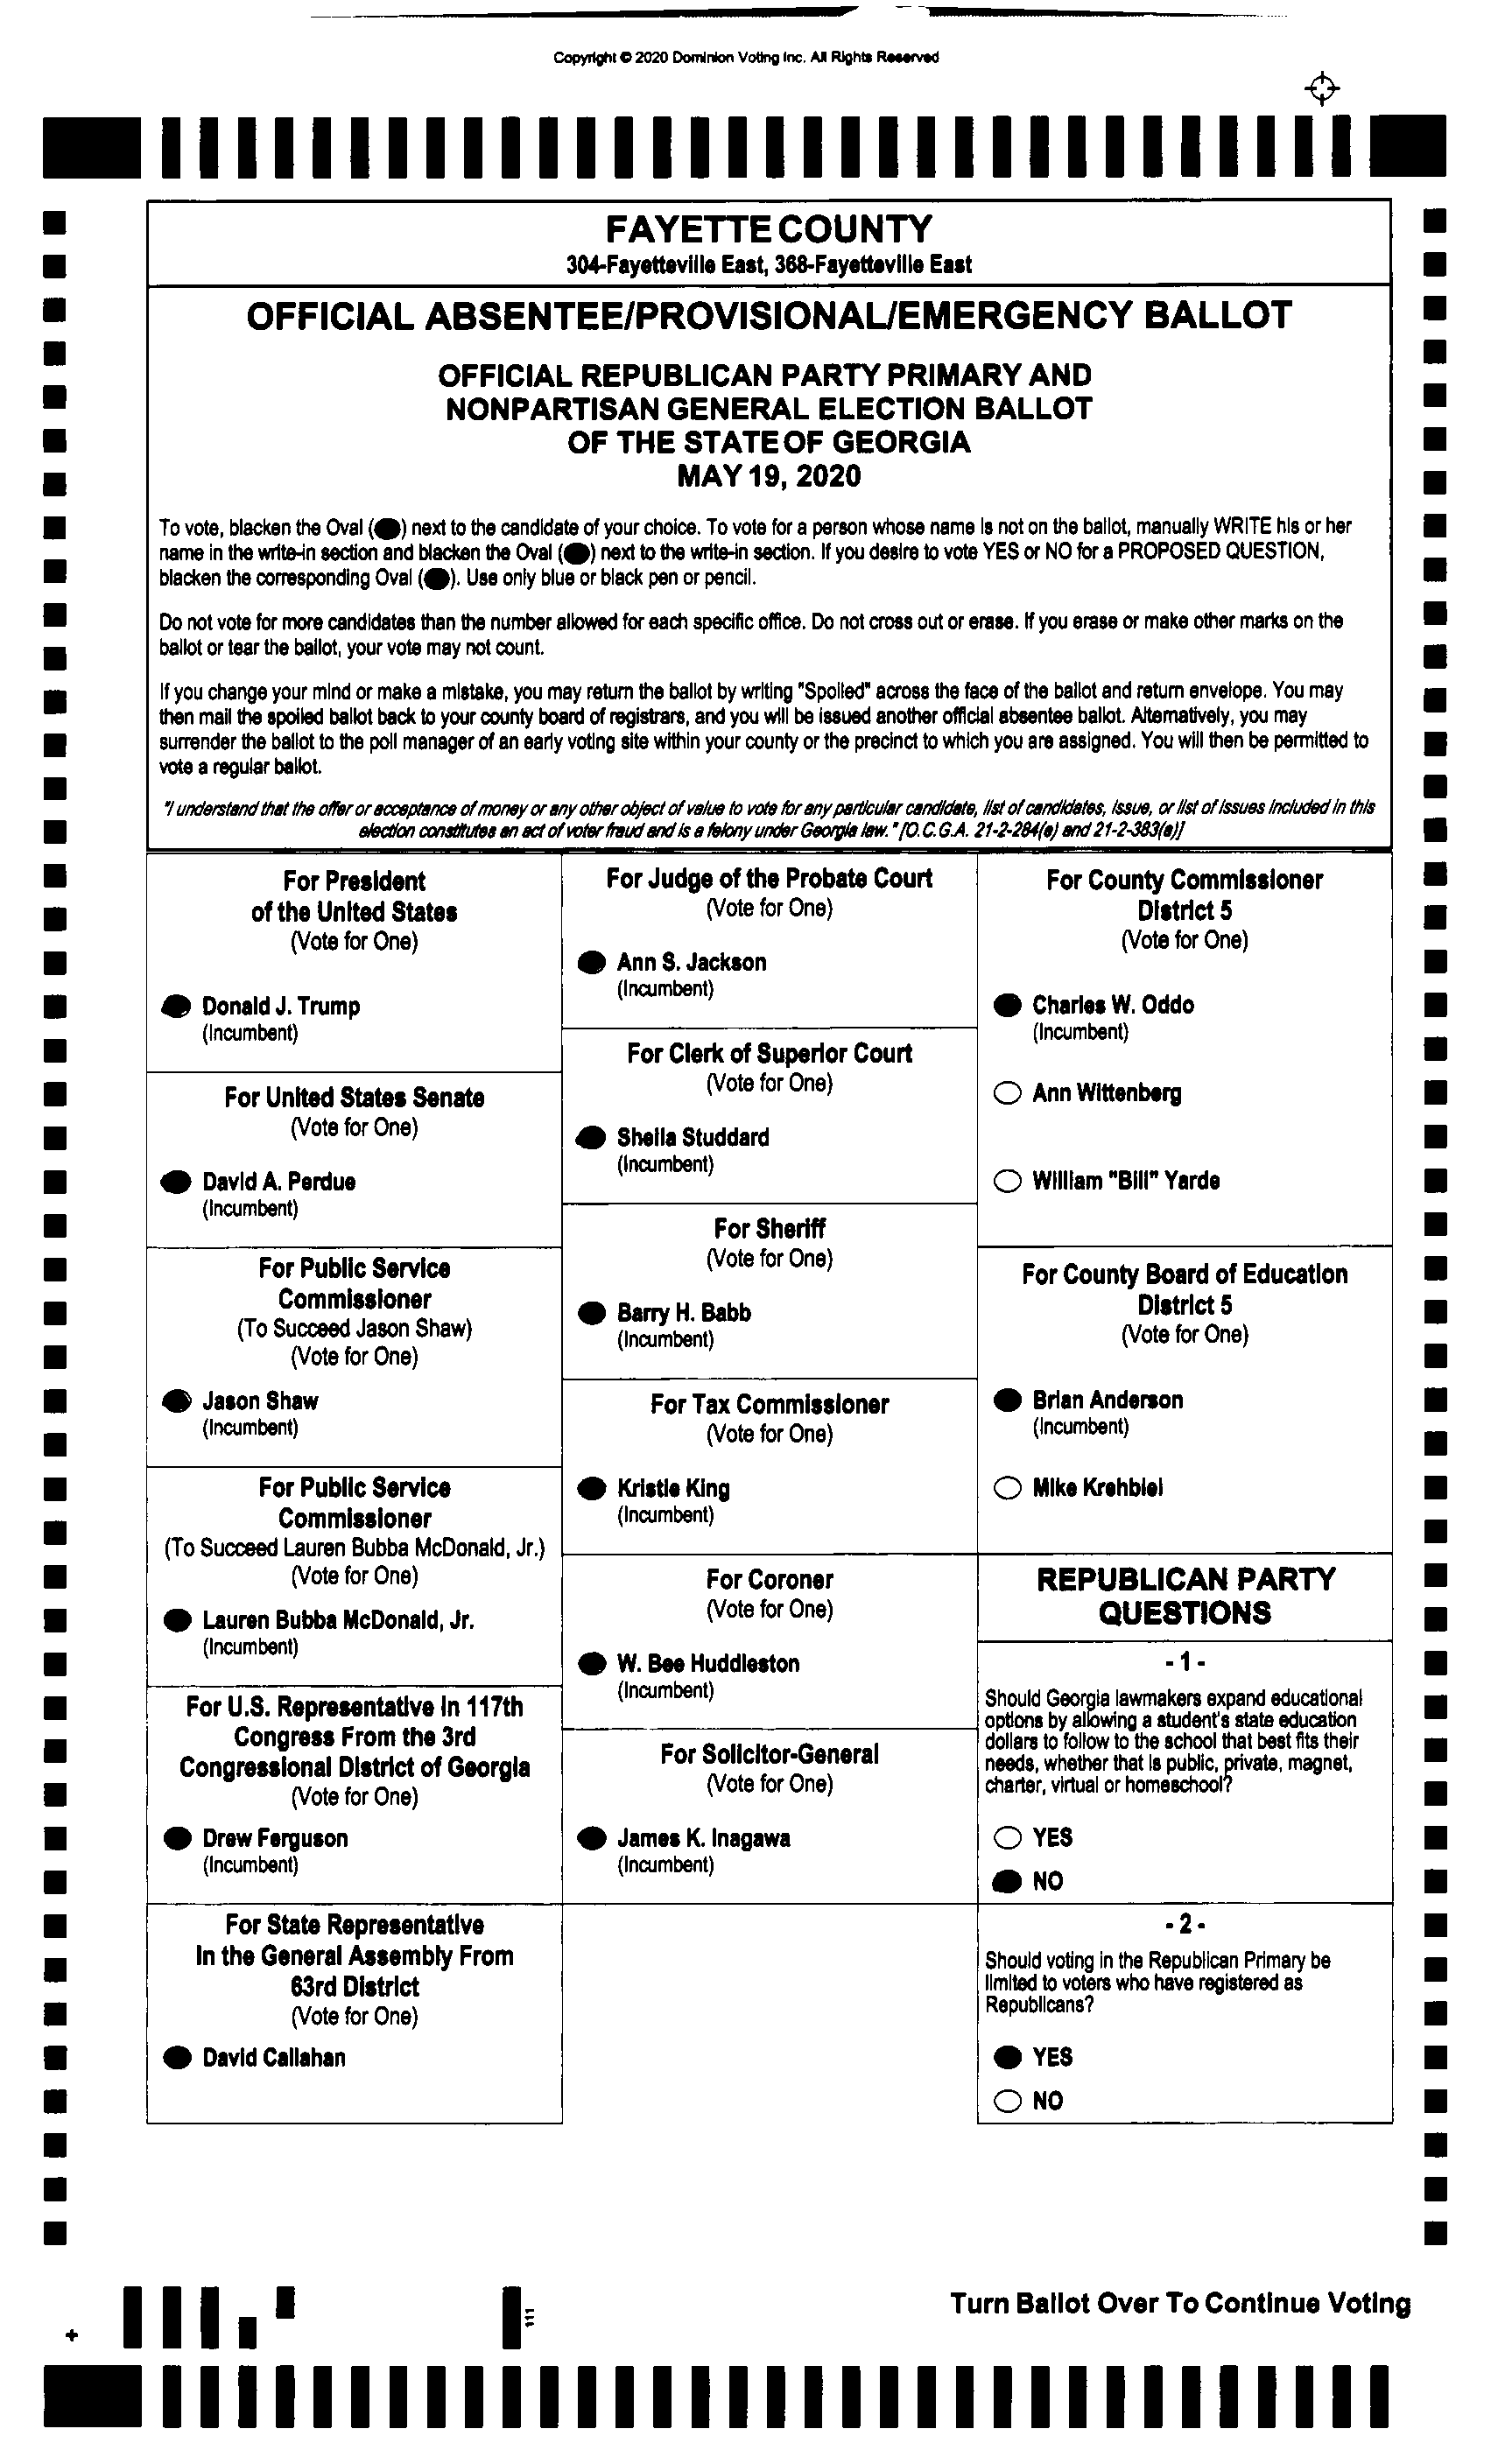 Copyright © 2020 Dominion Voting Inc. All Rights Reserved
FAYETTE COUNTY
304-Fayetteville East, 368-Fayetteville East
OFFICIAL ABSENTEE/PROVISIONAL/EMERGENCY BALLOT
OFFICIAL REPUBLICAN PARTY PRIMARY AND
NONPARTISAN GENERAL ELECTION BALLOT
OF THE STATE OF GEORGIA
MAY 19, 2020
To vote, blacken the Oval ( ) next to the candidate of your choice. To vote for a person whose name is not on the ballot, manually WRITE his or her
name in the write-in section and blacken the Oval ( ) next to the write-in section. If you desire to vote YES or NO for a PROPOSED QUESTION,
blacken the corresponding Oval ( ). Use only blue or black pen or pencil.
Do not vote for more candidates than the number allowed for each specific office. Do not cross out or erase. If you erase or make other marks on the
ballot or tear the ballot, your vote may not count.
If you change your mind or make a mistake, you may return the ballot by writing "Spoiled" across the face of the ballot and return envelope. You may
then mail the spoiled ballot back to your county board of registrars, and you will be issued another official absentee ballot. Alternatively, you may
surrender the ballot to the poll manager of an early voting site within your county or the precinct to which you are assigned. You will then be permitted to
vote a regular ballot.
"I understand that the offer or acceptance of money or any other object of value to vote for any particular candidate, list of candidates, issue, or list of issues included in this
election constitutes an act of voter fraud and is a felony under Georgia law." [O.C.G.A. 21-2-284(e) and 21-2-383(a)]
For President
of the United States
(Vote for One)
Donald J. Trump
(Incumbent)
For United States Senate
(Vote for One)
David A. Perdue
(Incumbent)
For Public Service
Commissioner
(To Succeed Jason Shaw)
(Vote for One)
Jason Shaw
(Incumbent)
For Public Service
Commissioner
(To Succeed Lauren Bubba McDonald, Jr.)
(Vote for One)
Lauren Bubba McDonald, Jr.
(Incumbent)
For U.S. Representative in 117th
Congress From the 3rd
Congressional District of Georgia
(Vote for One)
Drew Ferguson
(Incumbent)
For State Representative
In the General Assembly From
63rd District
(Vote for One)
David Callahan
For Judge of the Probate Court
(Vote for One)
Ann S. Jackson
(Incumbent)
For Clerk of Superior Court
(Vote for One)
Sheila Studdard
(Incumbent)
For Sheriff
(Vote for One)
Barry H. Babb
(Incumbent)
For Tax Commissioner
(Vote for One)
Kristie King
(Incumbent)
For Coroner
(Vote for One)
W. Bee Huddleston
(Incumbent)
For Solicitor-General
(Vote for One)
James K. Inagawa
(Incumbent)
For County Commissioner
District 5
(Vote for One)
Charles W. Oddo
(Incumbent)
Ann Wittenberg
William "Bill" Yarde
For County Board of Education
District 5
(Vote for One)
Brian Anderson
(Incumbent)
Mike Krehbiel
REPUBLICAN PARTY
QUESTIONS
- 1 -
Should Georgia lawmakers expand educational
options by allowing a student's state education
dollars to follow to the school that best fits their
needs, whether that is public, private, magnet,
charter, virtual or homeschool?
YES
NO
- 2 -
Should voting in the Republican Primary be
limited to voters who have registered as
Republicans?
YES
NO
Turn Ballot Over To Continue Voting
111